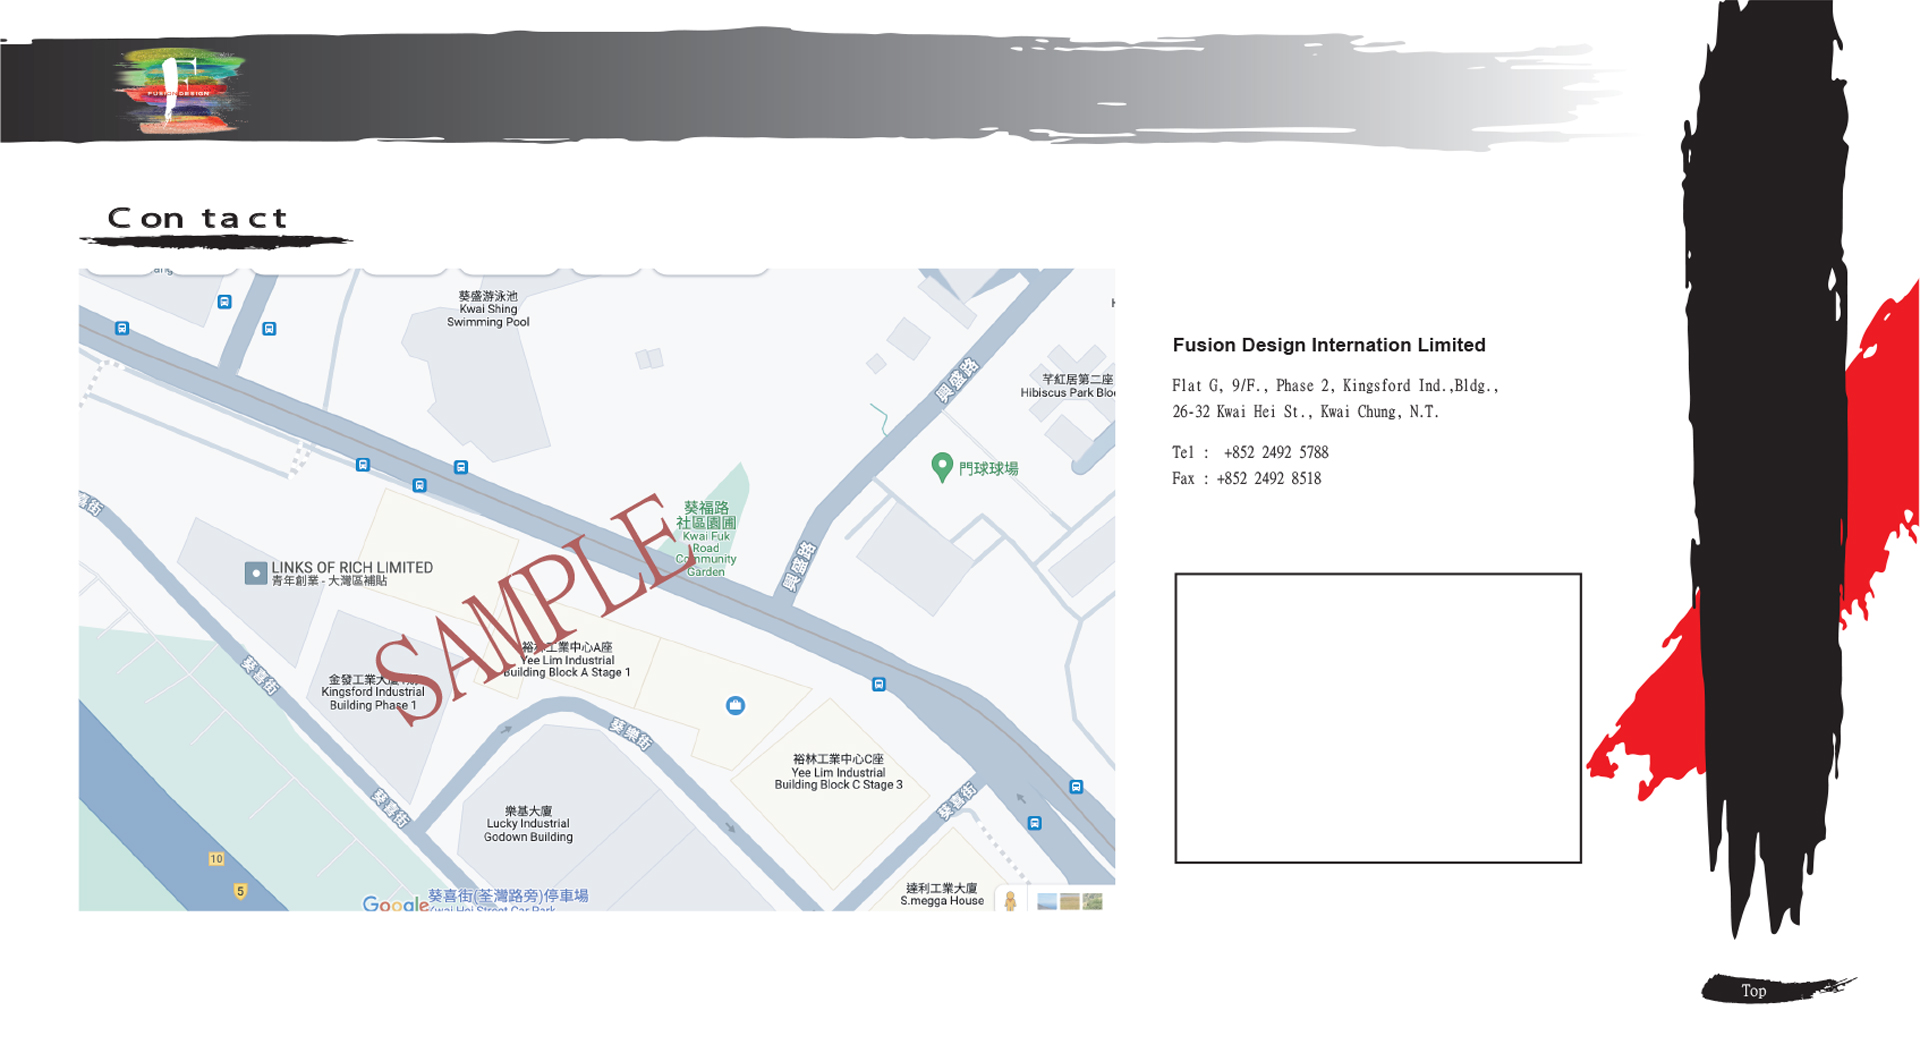 F
FUSION DESIGN
Contact
葵盛游泳池
Kwai Shing
Swimming Pool
興盛路
芊紅居第二座
Hibiscus Park Bloc
門球球場
葵福路
社區園圃
Kwai Fuk
Road
Community
Garden
興盛路
喜街
LINKS OF RICH LIMITED
青年創業 - 大灣區補貼
SAMPLE
裕林工業中心A座
Yee Lim Industrial
Building Block A Stage 1
葵喜街
金發工業大廈
Kingsford Industrial
Building Phase 1
葵樂街
裕林工業中心C座
Yee Lim Industrial
Building Block C Stage 3
葵喜街
葵喜街
樂基大廈
Lucky Industrial
Godown Building
10
5
Google
葵喜街(荃灣路旁)停車場
Kwai Hei Street Car Park
達利工業大廈
S.megga House
Fusion Design Internation Limited
Flat G, 9/F., Phase 2, Kingsford Ind.,Bldg.,
26-32 Kwai Hei St., Kwai Chung, N.T.
Tel : +852 2492 5788
Fax : +852 2492 8518
Top